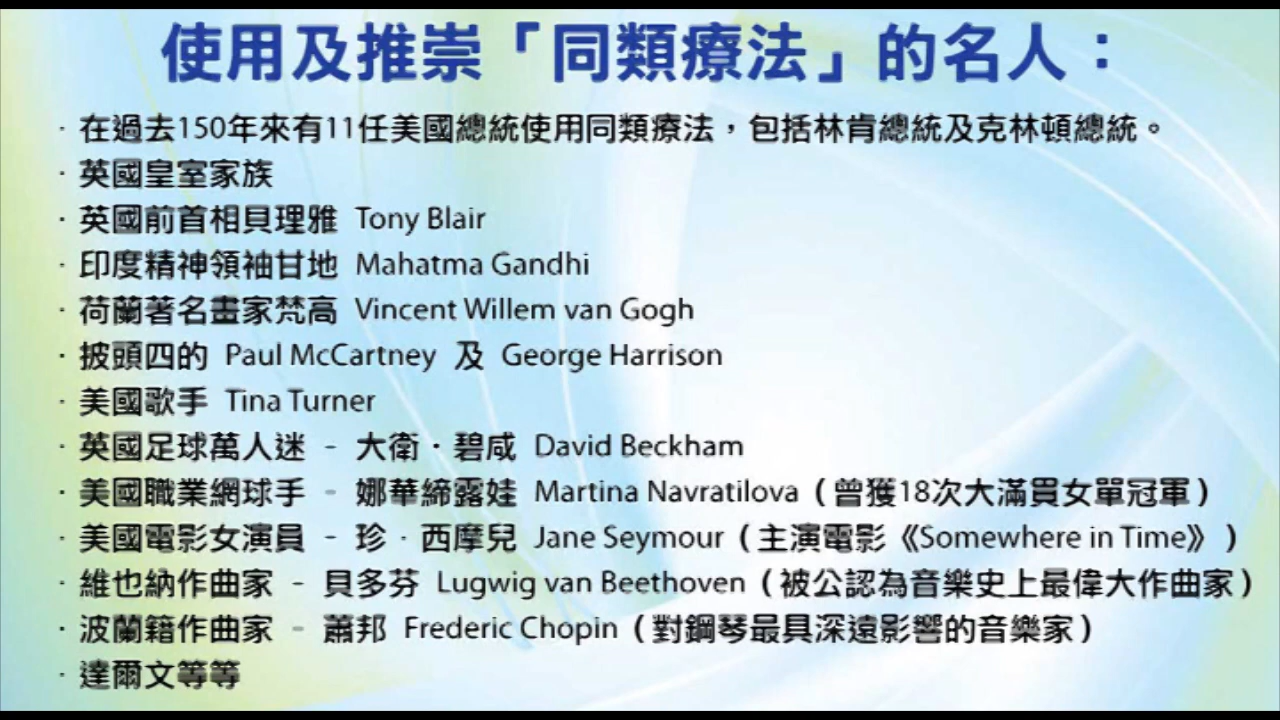 使用及推崇「同類療法」的名人：
· 在過去150年來有11任美國總統使用同類療法，包括林肯總統及克林頓總統。
· 英國皇室家族
· 英國前首相貝理雅 Tony Blair
· 印度精神領袖甘地 Mahatma Gandhi
· 荷蘭著名畫家梵高 Vincent Willem van Gogh
· 披頭四的 Paul McCartney 及 George Harrison
· 美國歌手 Tina Turner
· 英國足球萬人迷 - 大衛·碧咸 David Beckham
· 美國職業網球手 - 娜華締露娃 Martina Navratilova（曾獲18次大滿貫女單冠軍）
· 美國電影女演員 - 珍·西摩兒 Jane Seymour（主演電影《Somewhere in Time》）
· 維也納作曲家 - 貝多芬 Lugwig van Beethoven（被公認為音樂史上最偉大作曲家）
· 波蘭籍作曲家 - 蕭邦 Frederic Chopin（對鋼琴最具深遠影響的音樂家）
· 達爾文等等